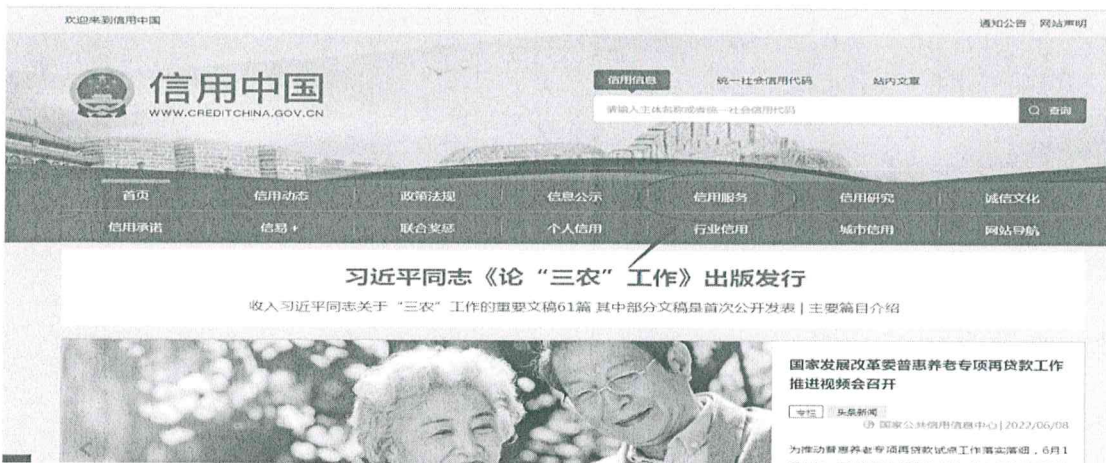 欢迎来到信用中国
通知公告 网站声明
信用中国
WWW.CREDITCHINA.GOV.CN
信用信息 统一社会信用代码 站内文章
请输入主体名称或者统一社会信用代码 查询
首页 信用动态 政策法规 信息公示 信用服务 信用研究 诚信文化
信用承诺 信易+ 联合奖惩 个人信用 行业信用 城市信用 网站导航
习近平同志《论“三农”工作》出版发行
收入习近平同志关于“三农”工作的重要文稿61篇 其中部分文稿是首次公开发表 | 主要篇目介绍
国家发展改革委普惠养老专项再贷款工作
推进视频会召开
专栏 头条新闻
国家公共信用信息中心 | 2022/06/08
为推动普惠养老专项再贷款试点工作落实落细，6月1